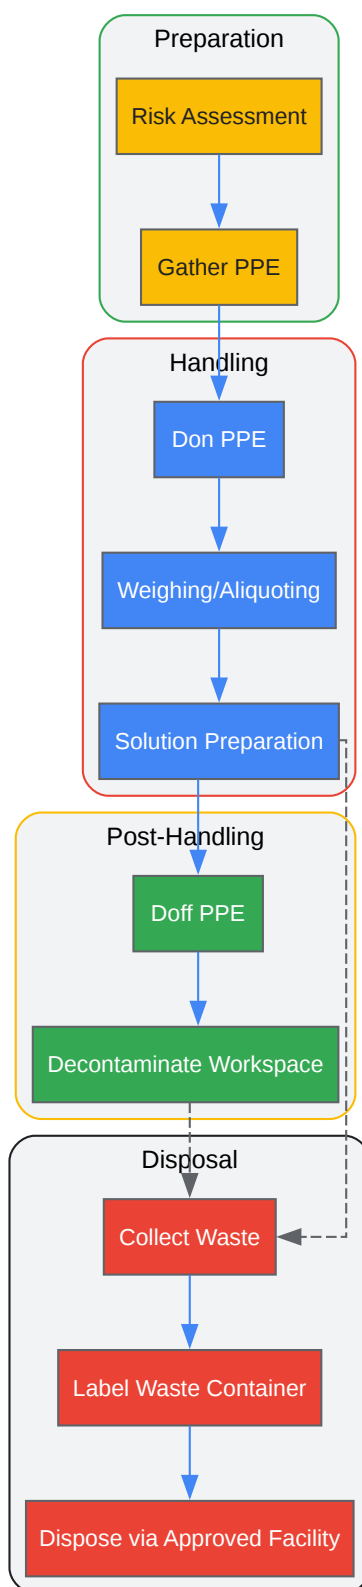 Preparation
Risk Assessment
Gather PPE
Handling
Don PPE
Weighing/Aliquoting
Solution Preparation
Post-Handling
Doff PPE
Decontaminate Workspace
Disposal
Collect Waste
Label Waste Container
Dispose via Approved Facility